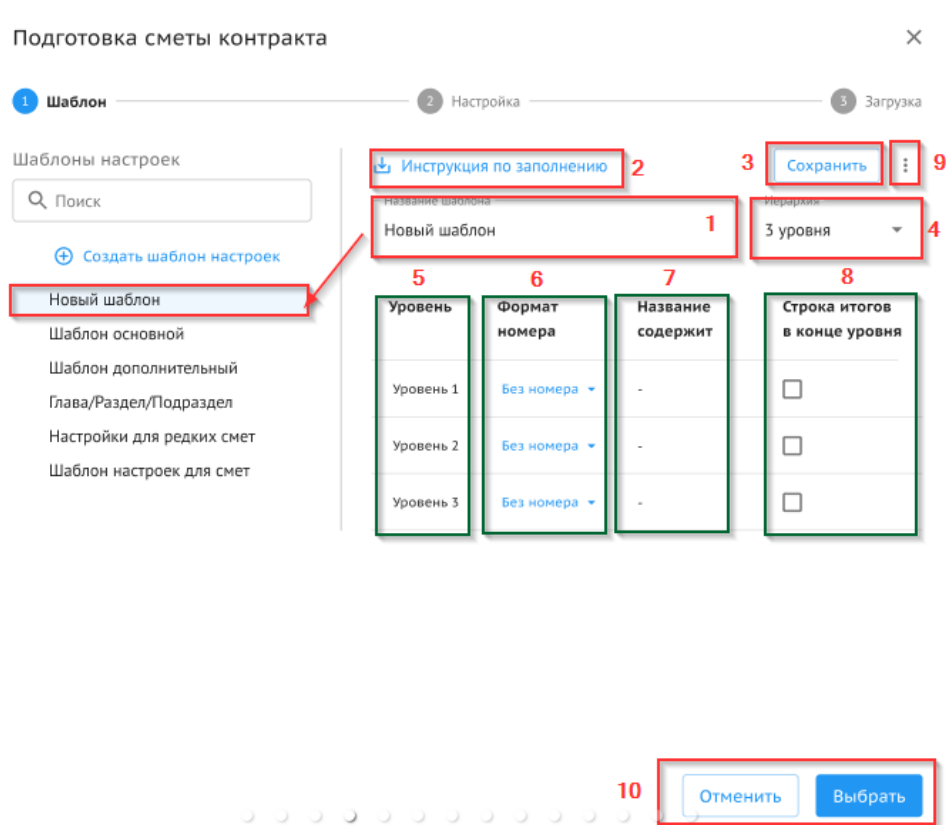 Подготовка сметы контракта
1 Шаблон
2 Настройка
3 Загрузка
Шаблоны настроек
Поиск
Создать шаблон настроек
Новый шаблон
Шаблон основной
Шаблон дополнительный
Глава/Раздел/Подраздел
Настройки для редких смет
Шаблон настроек для смет
Инструкция по заполнению 2
3 Сохранить 9
Название шаблона
Новый шаблон 1
Иерархия
3 уровня 4
5 6 7 8
Уровень Формат номера Название содержит Строка итогов в конце уровня
Уровень 1 Без номера -
Уровень 2 Без номера -
Уровень 3 Без номера -
10 Отменить Выбрать